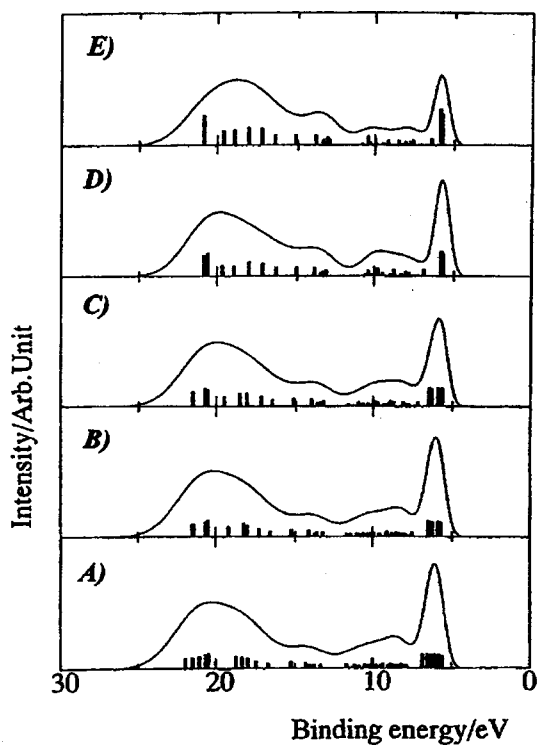 E)
D)
C)
B)
A)
Intensity/Arb.Unit
30 20 10 0
Binding energy/eV